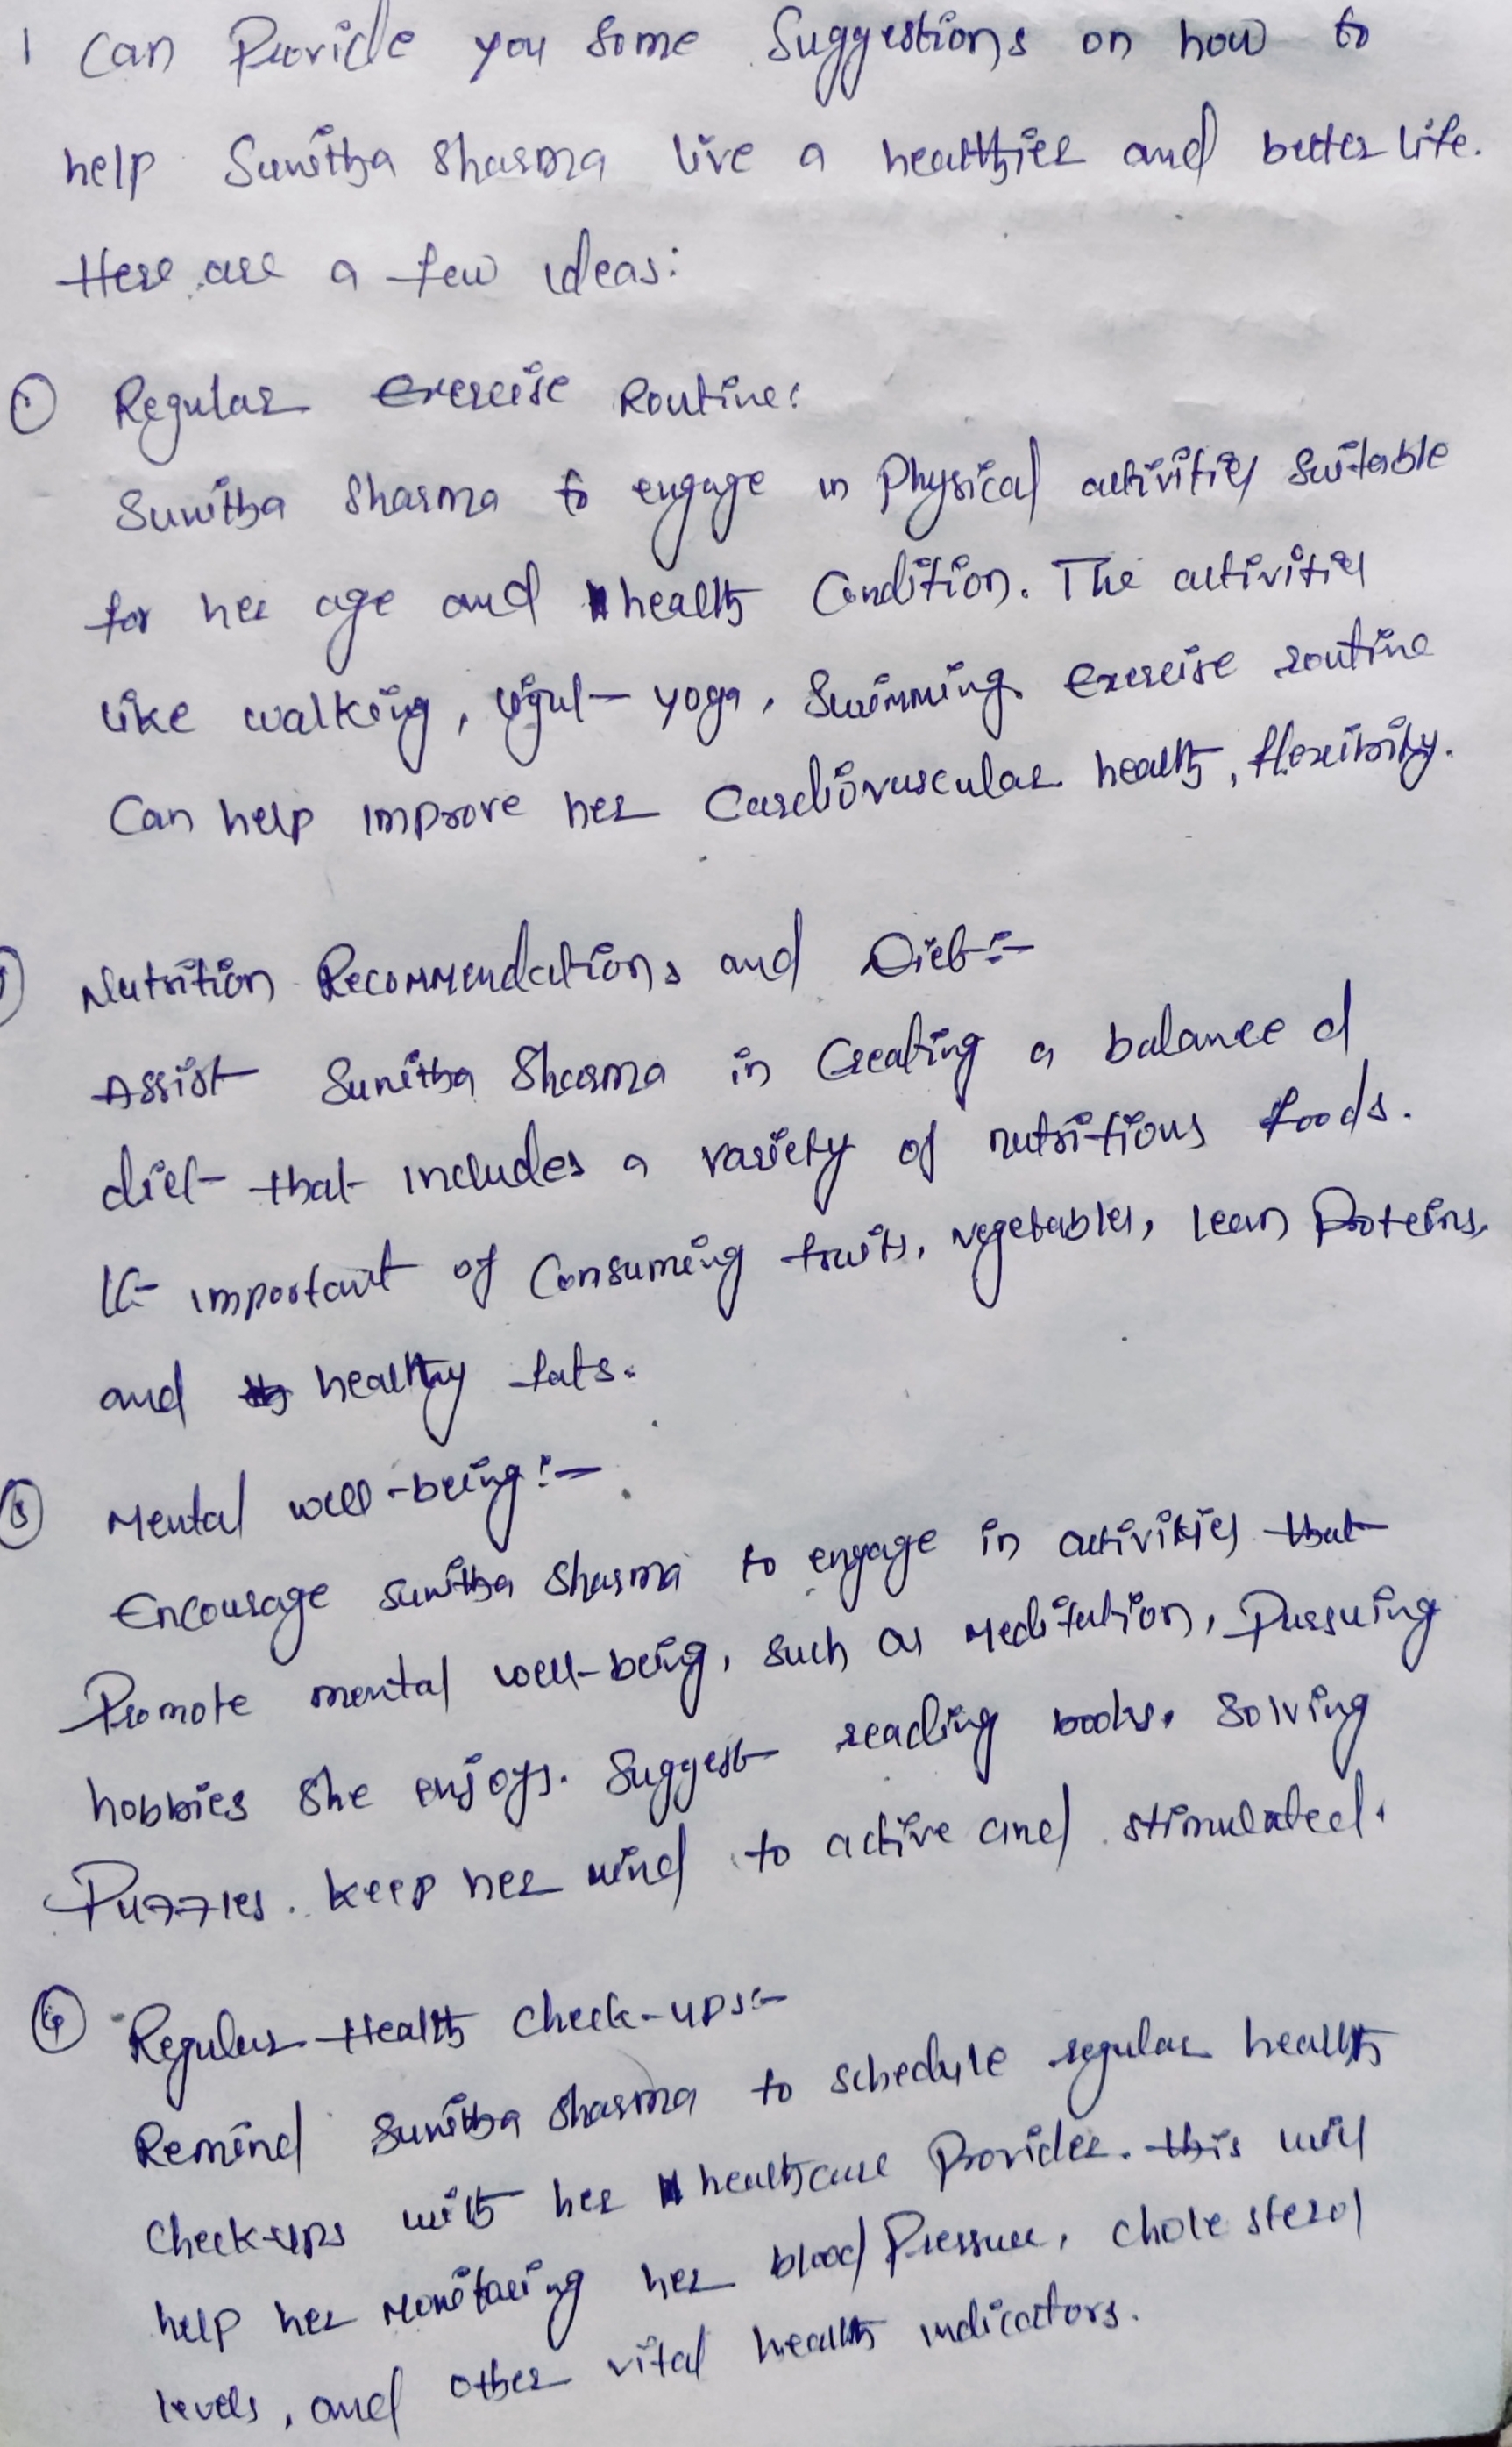 I can Provide you some Suggestions on how to
help Sunitha Sharma live a healthier and better life.
Here are a few ideas:
① Regular Exercise Routine:
Sunitha Sharma to engage in Physical activities Suitable
for her age and health Condition. The activities
like walking, light yoga, Swimming. Exercise routine
Can help improve her Cardiovascular health, flexibility.
Nutrition Recommendations and Diet:-
Assist Sunitha Sharma in Creating a balanced
diet that includes a variety of nutritious foods.
It important of Consuming fruits, vegetables, lean Proteins,
and healthy fats.
③ Mental well-being:-
Encourage Sunitha Sharma to engage in activities that
Promote mental well-being, such as Meditation, Pursuing
hobbies She enjoys. Suggest reading books, Solving
Puzzles. keep her mind to active and stimulated.
④ Regular Health Check-ups:-
Remind Sunitha Sharma to schedule regular health
Check-ups with her healthcare Provider. this will
help her Monitoring her blood Pressure, cholesterol
levels, and other vital health indicators.